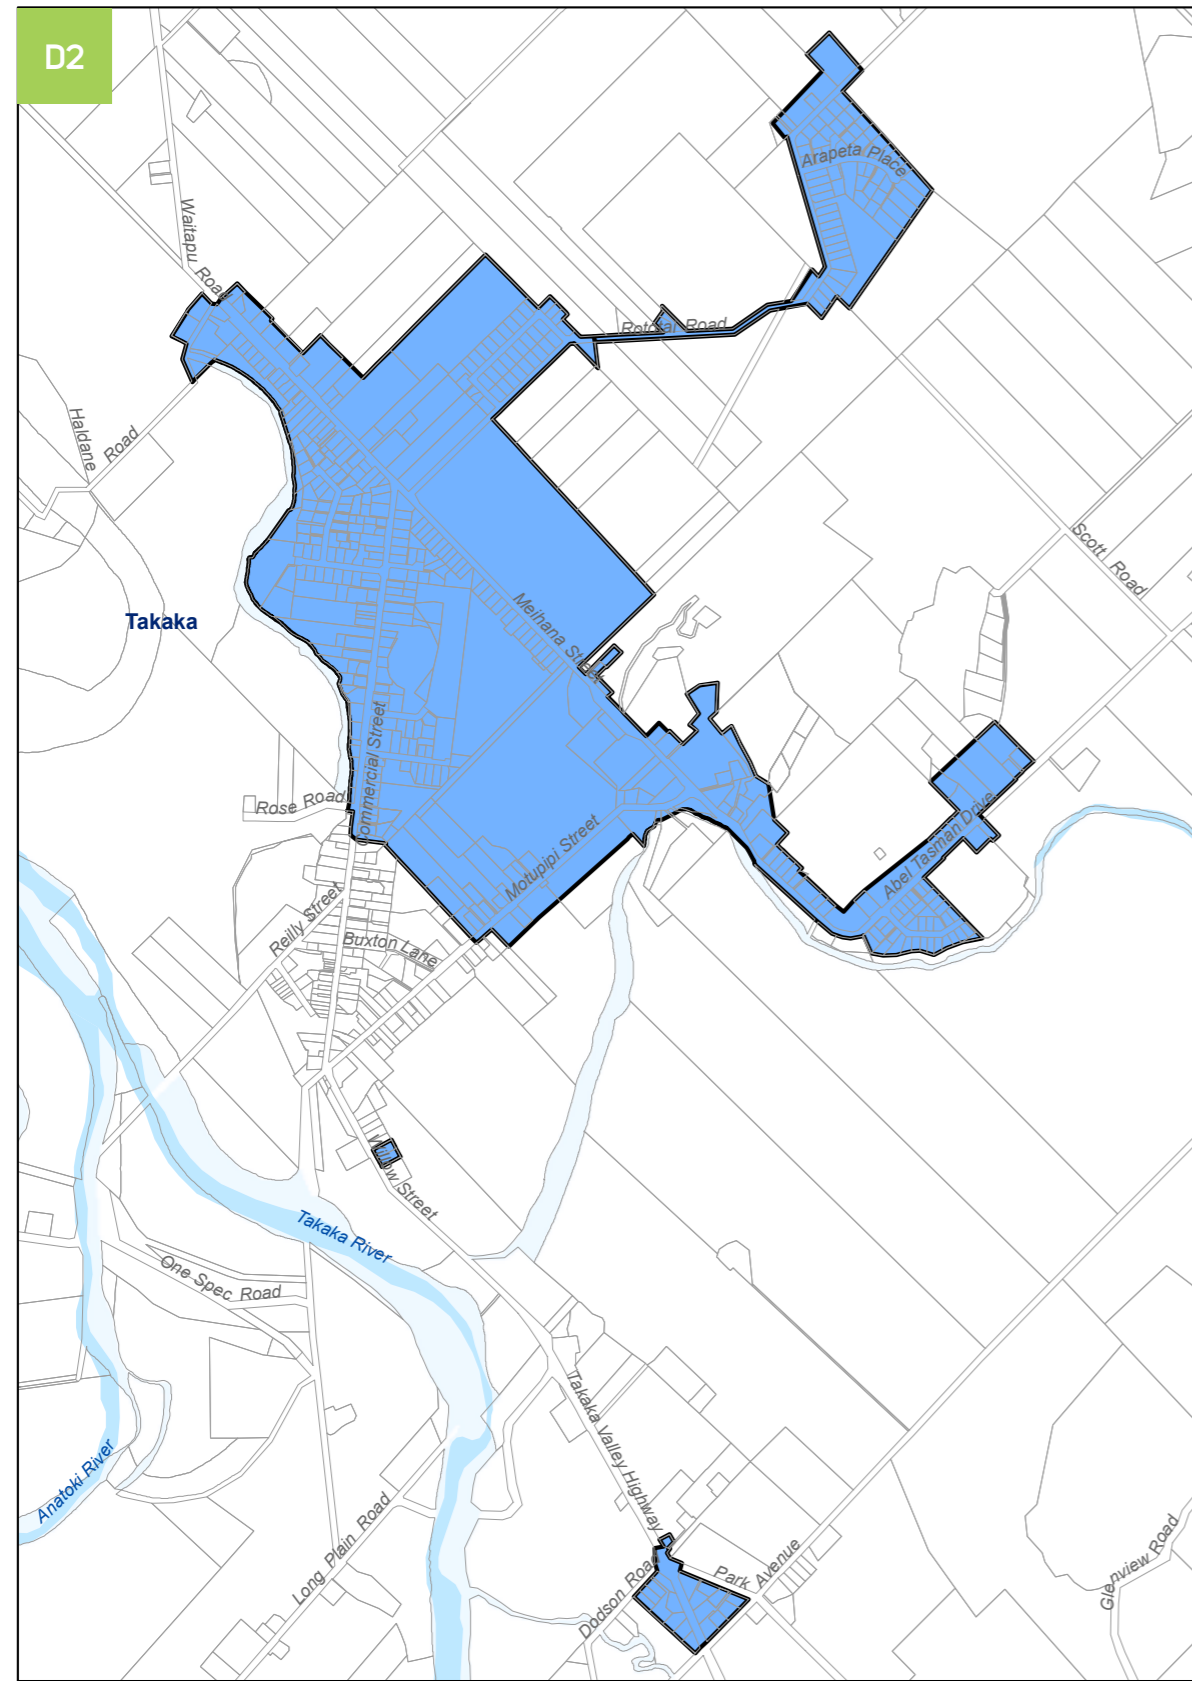 D2
Arapeta Place
Waitapu Road
Rototai Road
Haldane
Road
Scott Road
Takaka
Meihana Street
Commercial Street
Rose Road
Motupipi Street
Abel Tasman Drive
Reilly Street
Buxton Lane
Willow Street
Takaka River
One Spec Road
Takaka Valley Highway
Anatoki River
Long Plain Road
Dodson Road
Park Avenue
Glenview Road